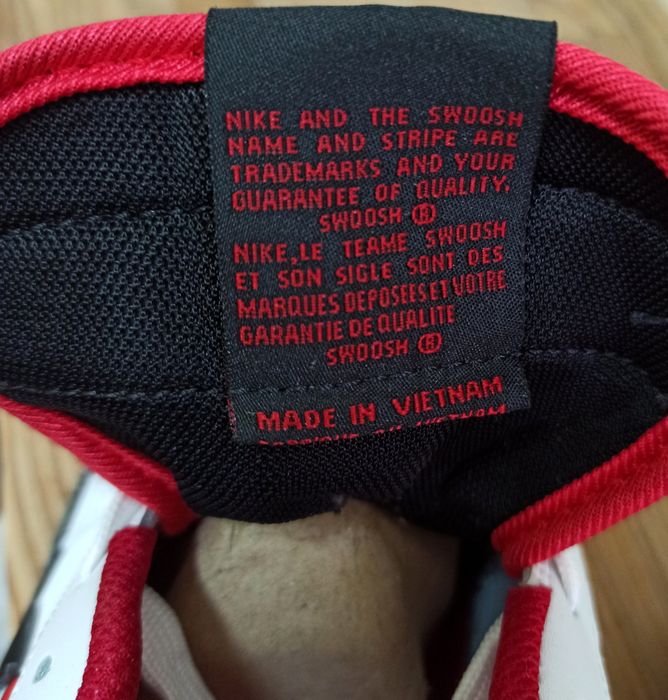 NIKE AND THE SWOOSH
NAME AND STRIPE ARE
TRADEMARKS AND YOUR
GUARANTEE OF QUALITY.
SWOOSH ®
NIKE,LE TEAME SWOOSH
ET SON SIGLE SONT DES
MARQUES DEPOSEES ET VOTRE
GARANTIE DE QUALITE
SWOOSH ®
MADE IN VIETNAM